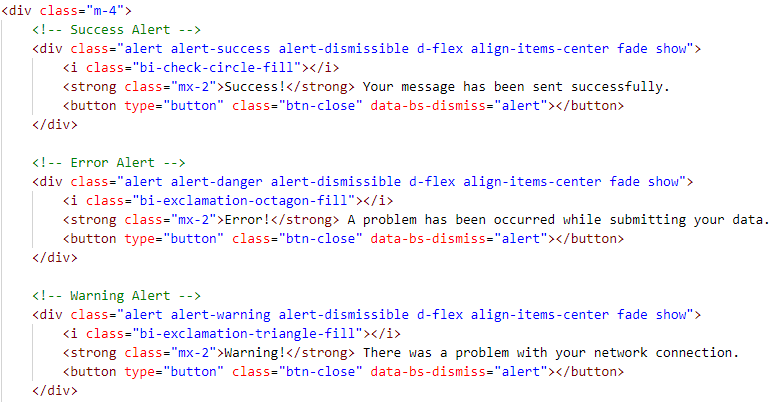 <div class="m-4">
    <!-- Success Alert -->
    <div class="alert alert-success alert-dismissible d-flex align-items-center fade show">
        <i class="bi-check-circle-fill"></i>
        <strong class="mx-2">Success!</strong> Your message has been sent successfully.
        <button type="button" class="btn-close" data-bs-dismiss="alert"></button>
    </div>

    <!-- Error Alert -->
    <div class="alert alert-danger alert-dismissible d-flex align-items-center fade show">
        <i class="bi-exclamation-octagon-fill"></i>
        <strong class="mx-2">Error!</strong> A problem has been occurred while submitting your data.
        <button type="button" class="btn-close" data-bs-dismiss="alert"></button>
    </div>

    <!-- Warning Alert -->
    <div class="alert alert-warning alert-dismissible d-flex align-items-center fade show">
        <i class="bi-exclamation-triangle-fill"></i>
        <strong class="mx-2">Warning!</strong> There was a problem with your network connection.
        <button type="button" class="btn-close" data-bs-dismiss="alert"></button>
    </div>